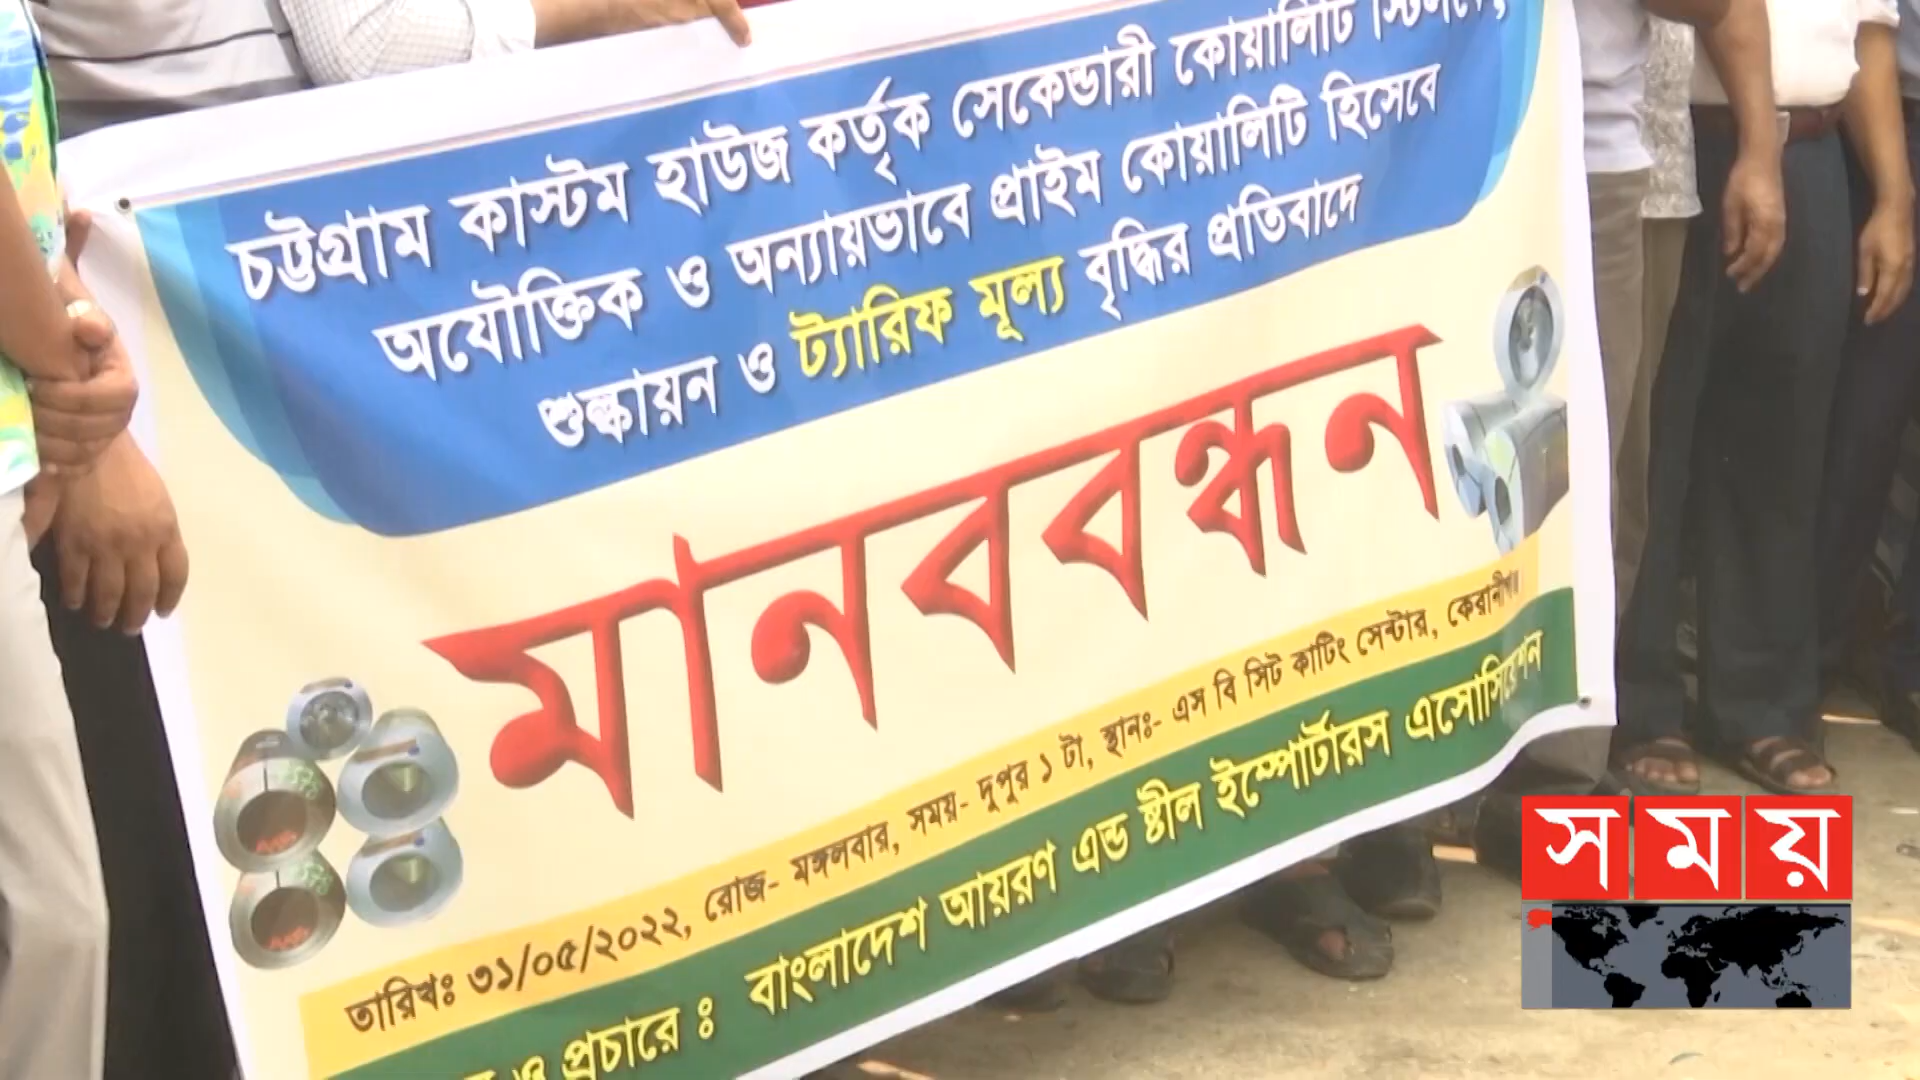 চট্টগ্রাম কাস্টম হাউজ কর্তৃক সেকেন্ডারী কোয়ালিটি
অযৌক্তিক ও অন্যায়ভাবে প্রাইম কোয়ালিটি হিসেবে
শুল্কায়ন ও ট্যারিফ মূল্য বৃদ্ধির প্রতিবাদে
মানববন্ধন
তারিখঃ ৩১/০৫/২০২২, রোজ- মঙ্গলবার, সময়- দুপুর ১ টা, স্থানঃ- এস বি সিট কাটিং সেন্টার,
ও প্রচারে : বাংলাদেশ আয়রণ এন্ড ষ্টীল ইম্পোর্টারস এসোসিয়েশন
সময়